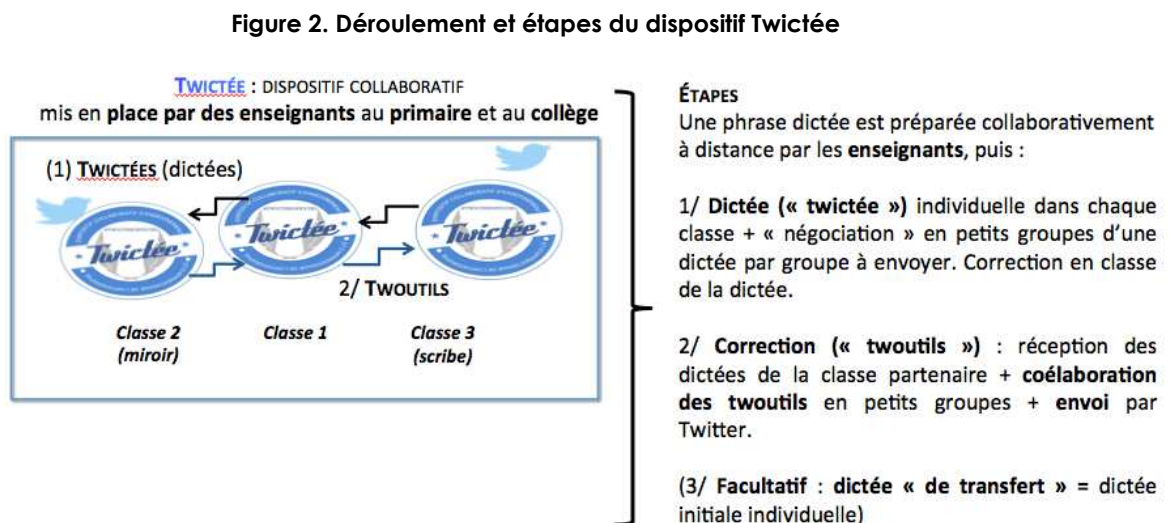 Figure 2. Déroulement et étapes du dispositif Twictée
TWICTÉE : DISPOSITIF COLLABORATIF
mis en place par des enseignants au primaire et au collège
(1) TWICTÉES (dictées)
Twictée
Twictée
Twictée
2/ TWOUTILS
Classe 2
(miroir)
Classe 1
Classe 3
(scribe)
ÉTAPES
Une phrase dictée est préparée collaborativement
à distance par les enseignants, puis :
1/ Dictée (« twictée ») individuelle dans chaque
classe + « négociation » en petits groupes d'une
dictée par groupe à envoyer. Correction en classe
de la dictée.
2/ Correction (« twoutils ») : réception des
dictées de la classe partenaire + coélaboration
des twoutils en petits groupes + envoi par
Twitter.
(3/ Facultatif : dictée « de transfert » = dictée
initiale individuelle)